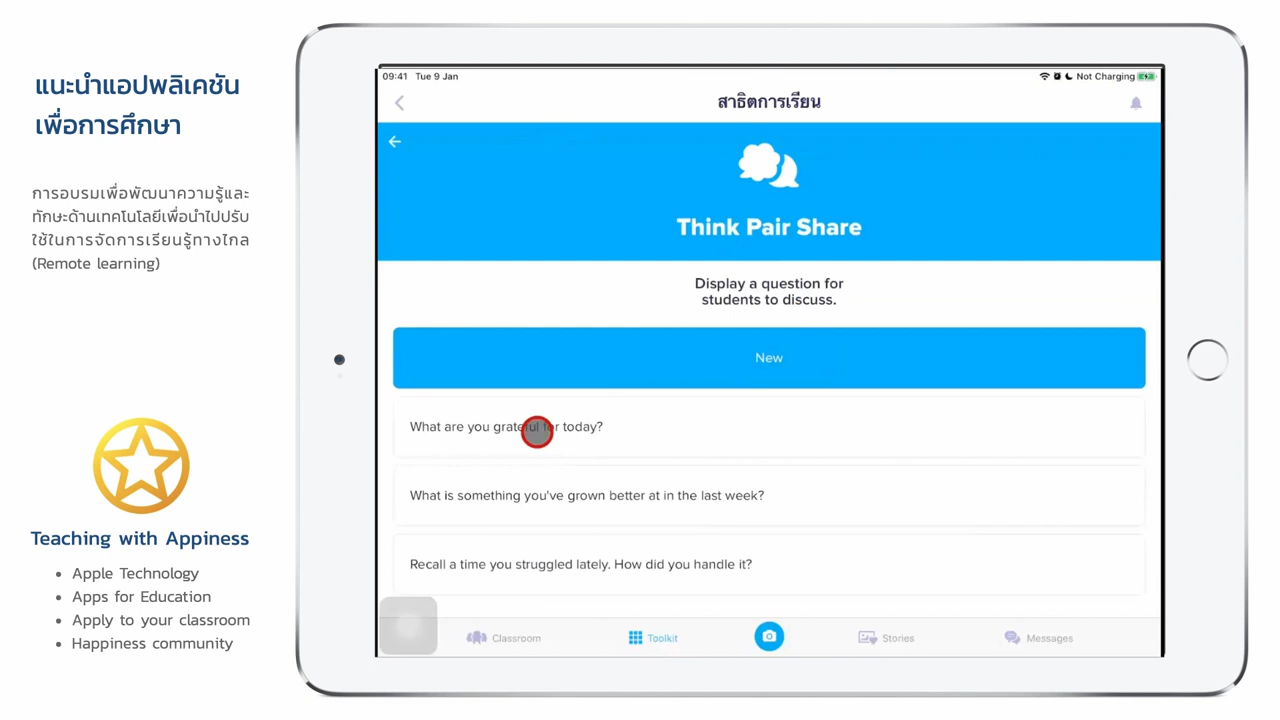 แนะนำแอปพลิเคชัน
เพื่อการศึกษา
การอบรมเพื่อพัฒนาความรู้และ
ทักษะด้านเทคโนโลยีเพื่อนำไปปรับ
ใช้ในการจัดการเรียนรู้ทางไกล
(Remote learning)
Teaching with Appiness
• Apple Technology
• Apps for Education
• Apply to your classroom
• Happiness community
09:41 Tue 9 Jan
Not Charging
สาธิตการเรียน
Think Pair Share
Display a question for
students to discuss.
New
What are you grateful for today?
What is something you've grown better at in the last week?
Recall a time you struggled lately. How did you handle it?
Classroom
Toolkit
Stories
Messages